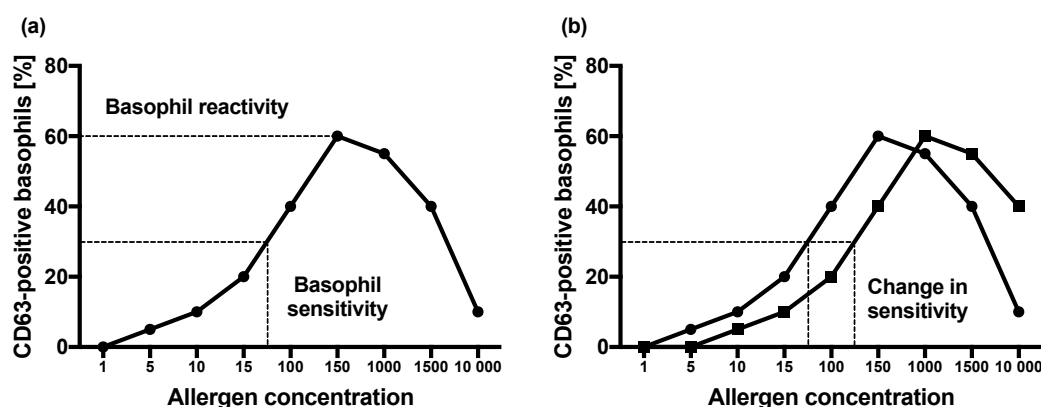 (a)
CD63-positive basophils [%]
80
60
40
20
0
Basophil reactivity
Basophil
sensitivity
1 5 10 15 100 150 1000 1500 10 000
Allergen concentration
(b)
CD63-positive basophils [%]
80
60
40
20
0
Change in
sensitivity
1 5 10 15 100 150 1000 1500 10 000
Allergen concentration